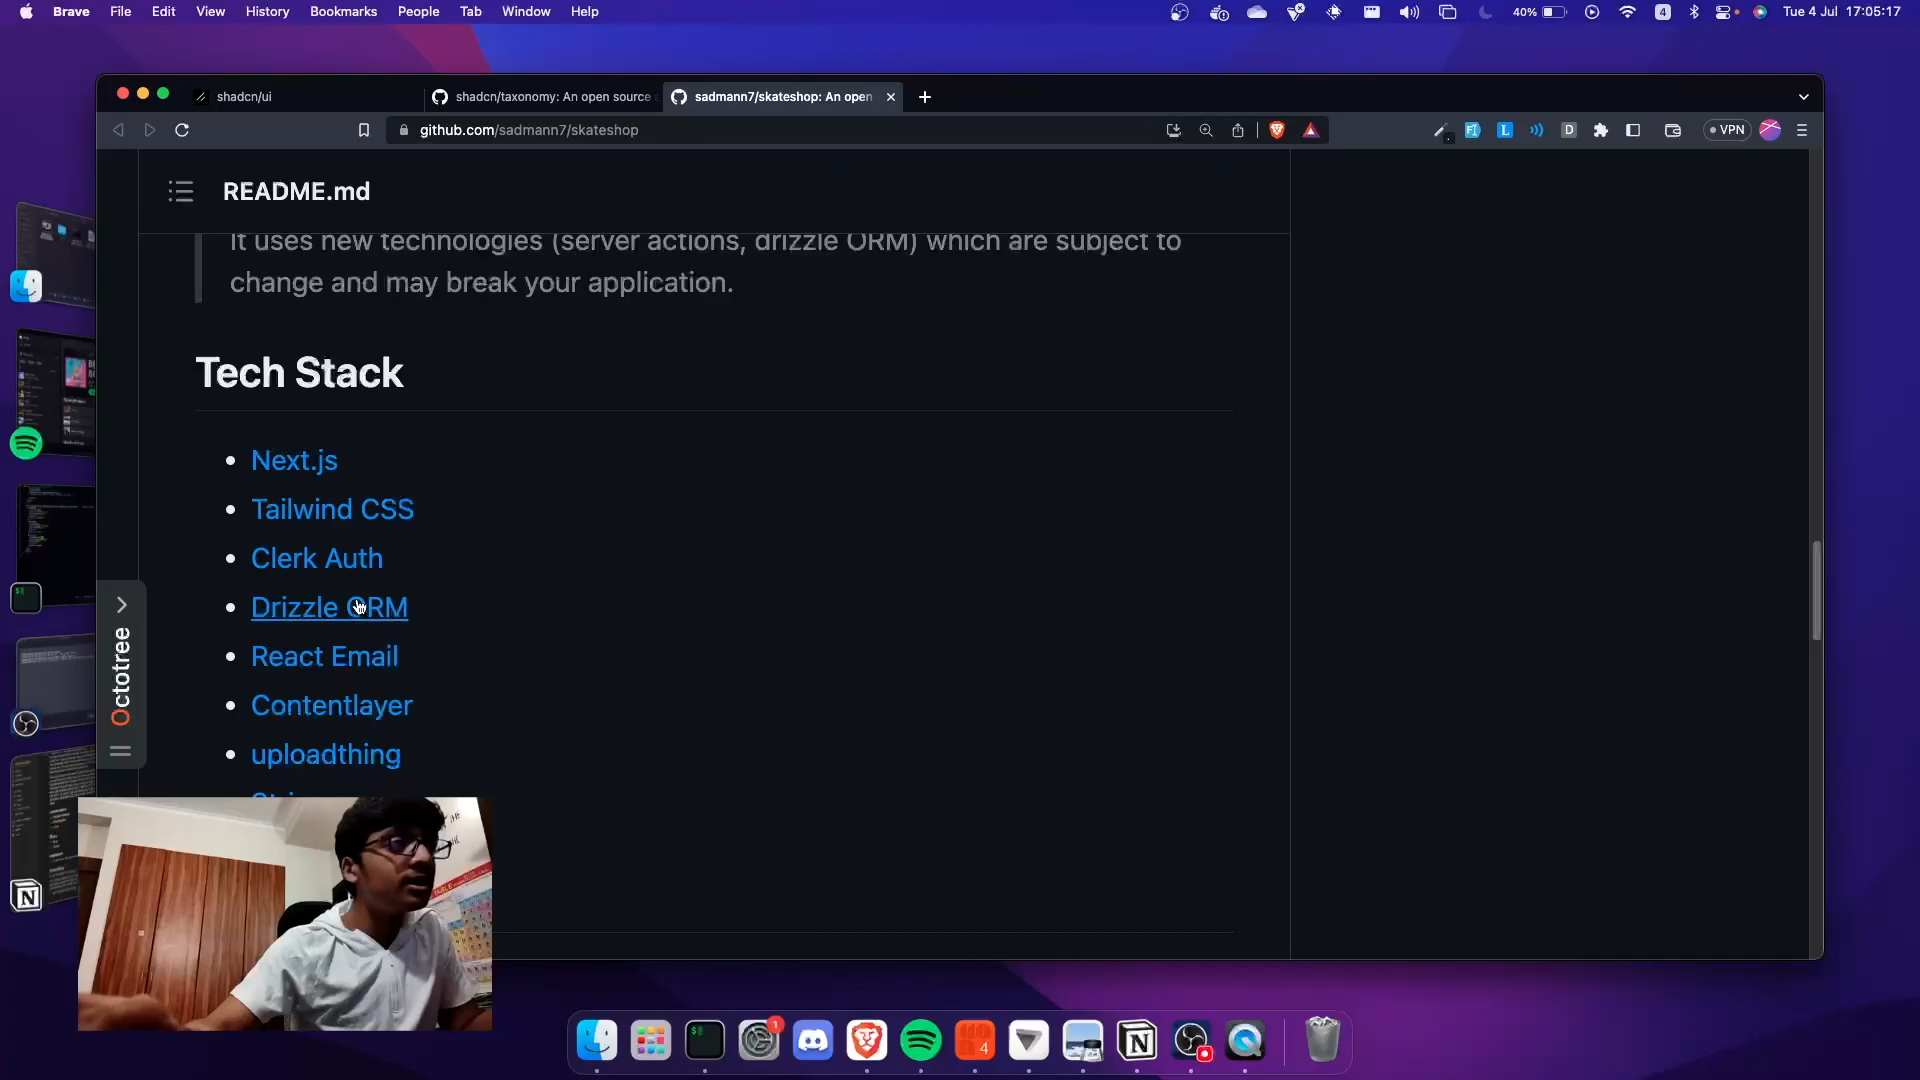 Brave File Edit View History Bookmarks People Tab Window Help
40% 4 Tue 4 Jul 17:05:17
shadcn/ui
shadcn/taxonomy: An open source
sadmann7/skateshop: An open
github.com/sadmann7/skateshop
VPN
README.md
It uses new technologies (server actions, drizzle ORM) which are subject to
change and may break your application.
Tech Stack
Next.js
Tailwind CSS
Clerk Auth
Drizzle ORM
React Email
Contentlayer
uploadthing
Octotree
1
4